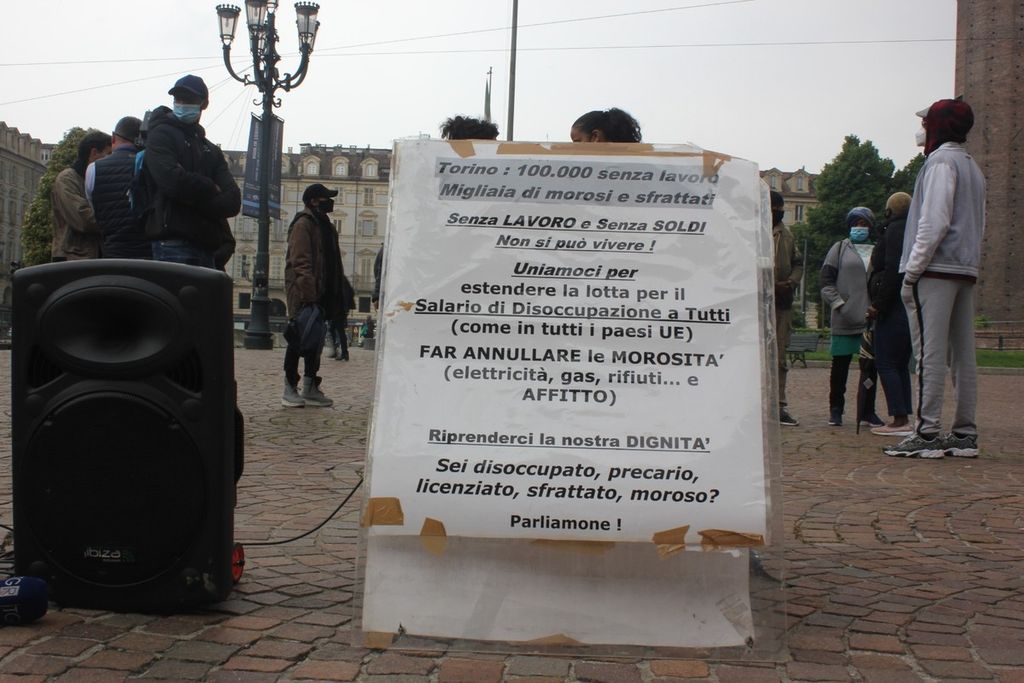 Torino : 100.000 senza lavoro
Migliaia di morosi e sfrattati
Senza LAVORO e Senza SOLDI
Non si può vivere !
Uniamoci per
estendere la lotta per il
Salario di Disoccupazione a Tutti
(come in tutti i paesi UE)
FAR ANNULLARE le MOROSITA’
(elettricità, gas, rifiuti... e
AFFITTO)
Riprenderci la nostra DIGNITA’
Sei disoccupato, precario,
licenziato, sfrattato, moroso?
Parliamone !
ibiza